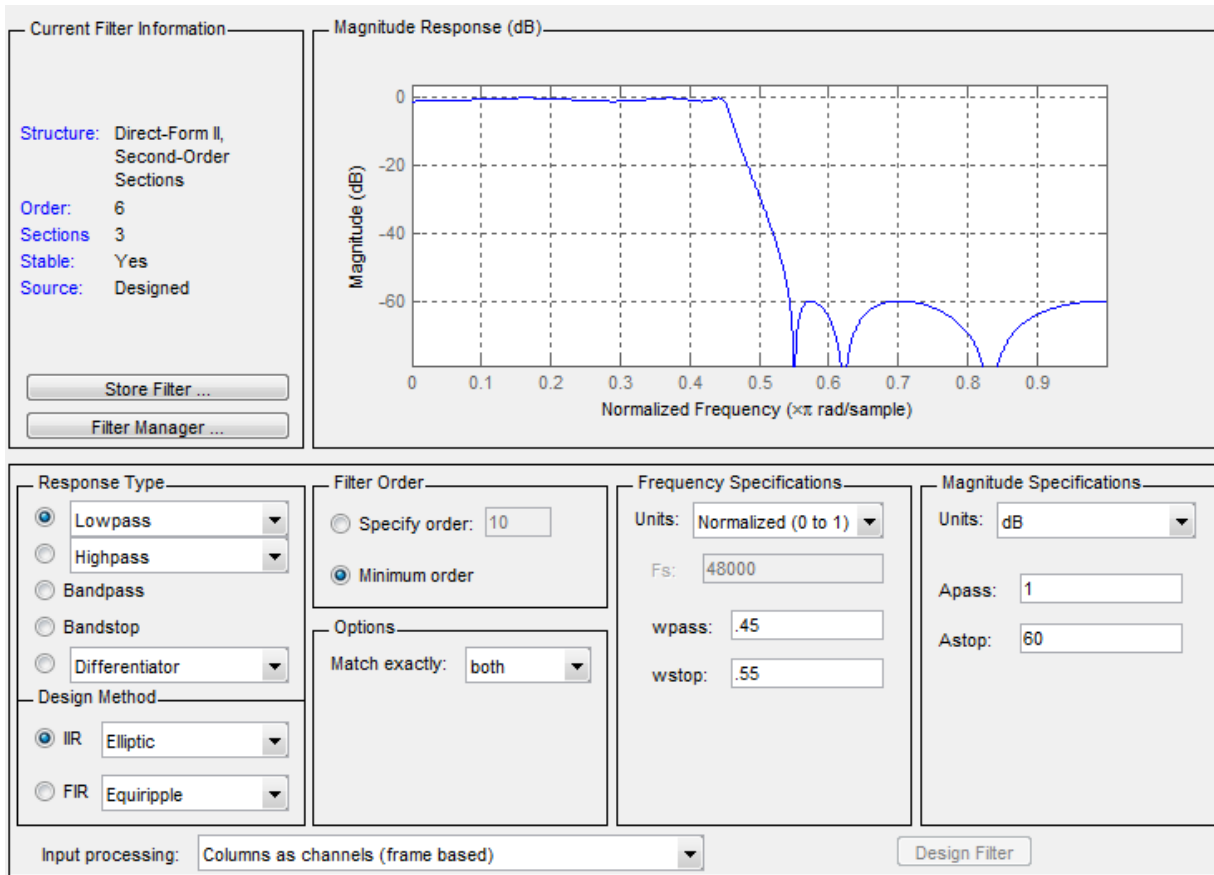 Current Filter Information
Structure: Direct-Form II,
Second-Order
Sections
Order: 6
Sections 3
Stable: Yes
Source: Designed
Store Filter ...
Filter Manager ...
Magnitude Response (dB)
Magnitude (dB)
0
-20
-40
-60
0 0.1 0.2 0.3 0.4 0.5 0.6 0.7 0.8 0.9
Normalized Frequency (×π rad/sample)
Response Type
Lowpass
Highpass
Bandpass
Bandstop
Differentiator
Design Method
IIR Elliptic
FIR Equiripple
Filter Order
Specify order: 10
Minimum order
Options
Match exactly: both
Frequency Specifications
Units: Normalized (0 to 1)
Fs: 48000
wpass: .45
wstop: .55
Magnitude Specifications
Units: dB
Apass: 1
Astop: 60
Input processing: Columns as channels (frame based)
Design Filter